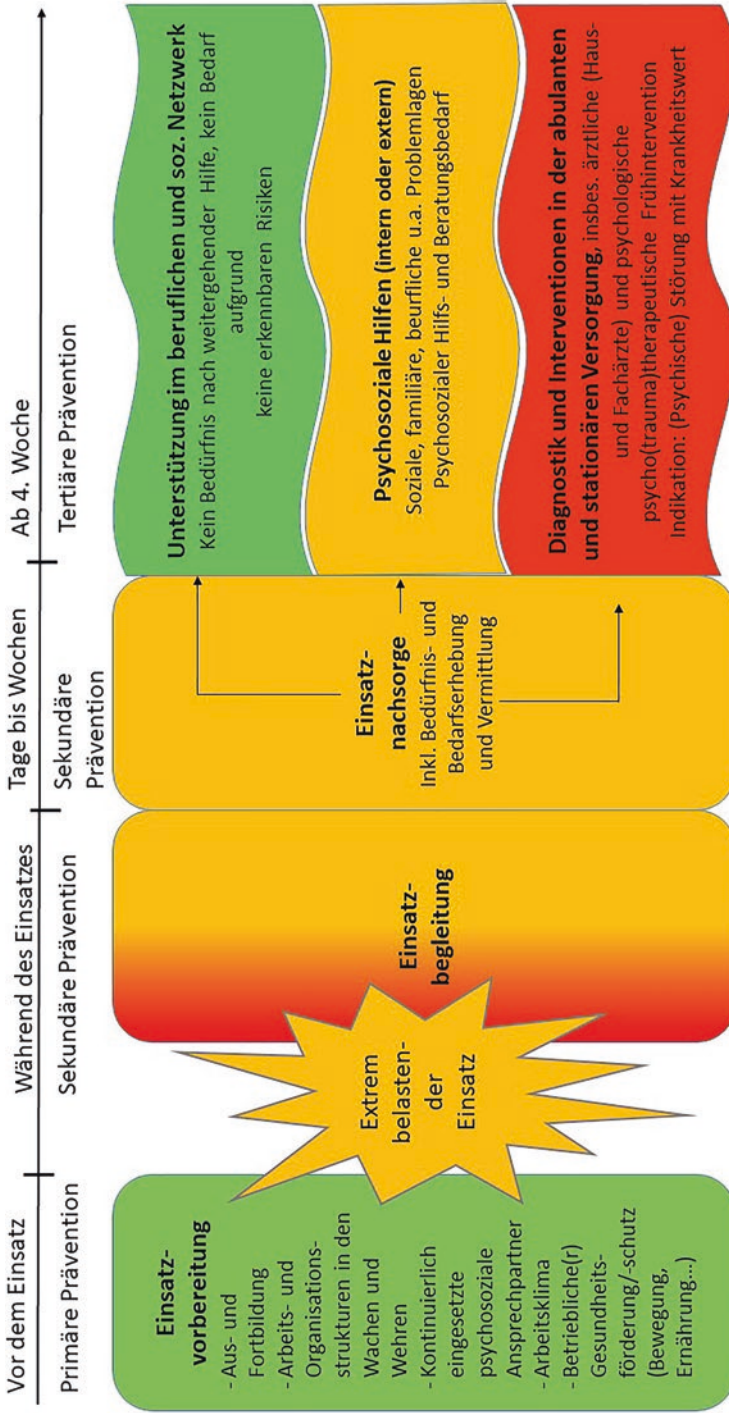 Vor dem Einsatz
Während des Einsatzes
Tage bis Wochen
Ab 4. Woche
Primäre Prävention
Sekundäre Prävention
Sekundäre
Prävention
Tertiäre Prävention
Einsatz-
vorbereitung
- Aus- und
Fortbildung
- Arbeits- und
Organisations-
strukturen in den
Wachen und
Wehren
- Kontinuierlich
eingesetzte
psychosoziale
Ansprechpartner
- Arbeitsklima
- Betriebliche(r)
Gesundheits-
förderung/-schutz
(Bewegung,
Ernährung...)
Extrem
belasten-
der
Einsatz
Einsatz-
begleitung
Einsatz-
nachsorge
Inkl. Bedürfnis- und
Bedarfserhebung
und Vermittlung
Unterstützung im beruflichen und soz. Netzwerk
Kein Bedürfnis nach weitergehender Hilfe, kein Bedarf
aufgrund
keine erkennbaren Risiken
Psychosoziale Hilfen (intern oder extern)
Soziale, familiäre, beurfliche u.a. Problemlagen
Psychosozialer Hilfs- und Beratungsbedarf
Diagnostik und Interventionen in der abulanten
und stationären Versorgung, insbes. ärztliche (Haus-
und Fachärzte) und psychologische
psycho(trauma)therapeutische Frühintervention
Indikation: (Psychische) Störung mit Krankheitswert